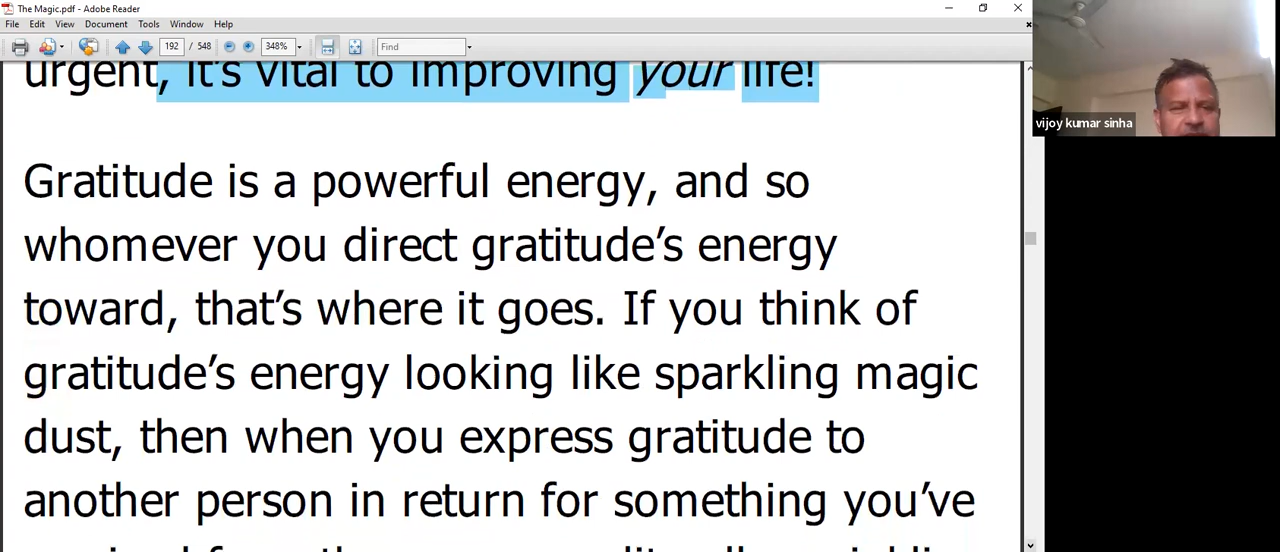 The Magic.pdf - Adobe Reader
File Edit View Document Tools Window Help
192 / 548 348% Find
urgent, it's vital to improving your life!
Gratitude is a powerful energy, and so
whomever you direct gratitude's energy
toward, that's where it goes. If you think of
gratitude's energy looking like sparkling magic
dust, then when you express gratitude to
another person in return for something you've
vijoy kumar sinha